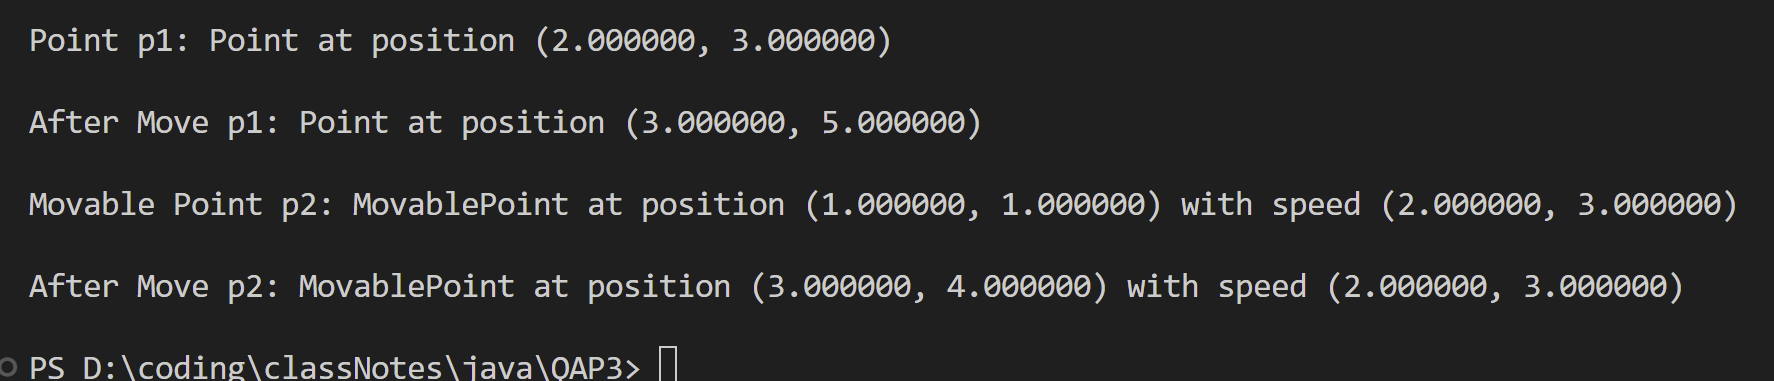 Point p1: Point at position (2.000000, 3.000000)
After Move p1: Point at position (3.000000, 5.000000)
Movable Point p2: MovablePoint at position (1.000000, 1.000000) with speed (2.000000, 3.000000)
After Move p2: MovablePoint at position (3.000000, 4.000000) with speed (2.000000, 3.000000)
PS D:\coding\classNotes\java\QAP3>